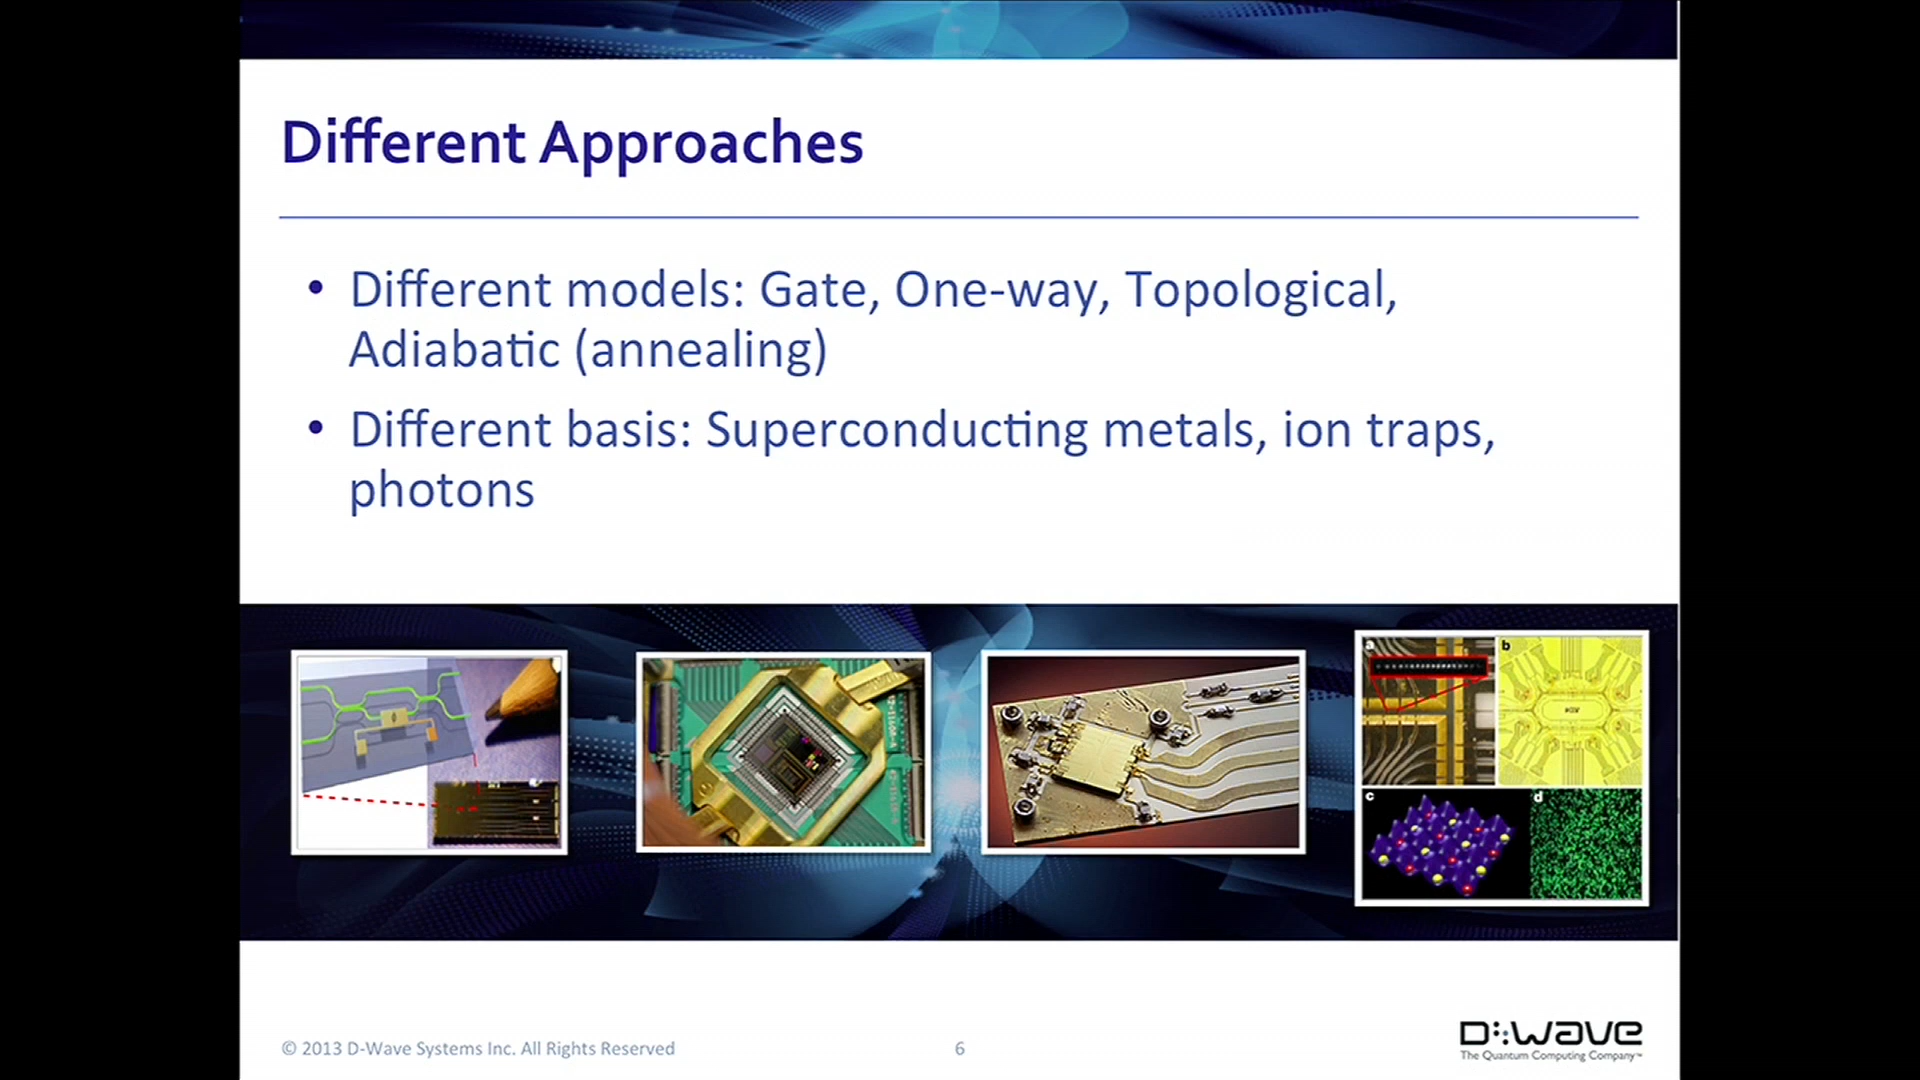 Different Approaches
• Different models: Gate, One-way, Topological,
Adiabatic (annealing)
• Different basis: Superconducting metals, ion traps,
photons
a
b
c
d
© 2013 D-Wave Systems Inc. All Rights Reserved
6
D:Wave
The Quantum Computing Company™